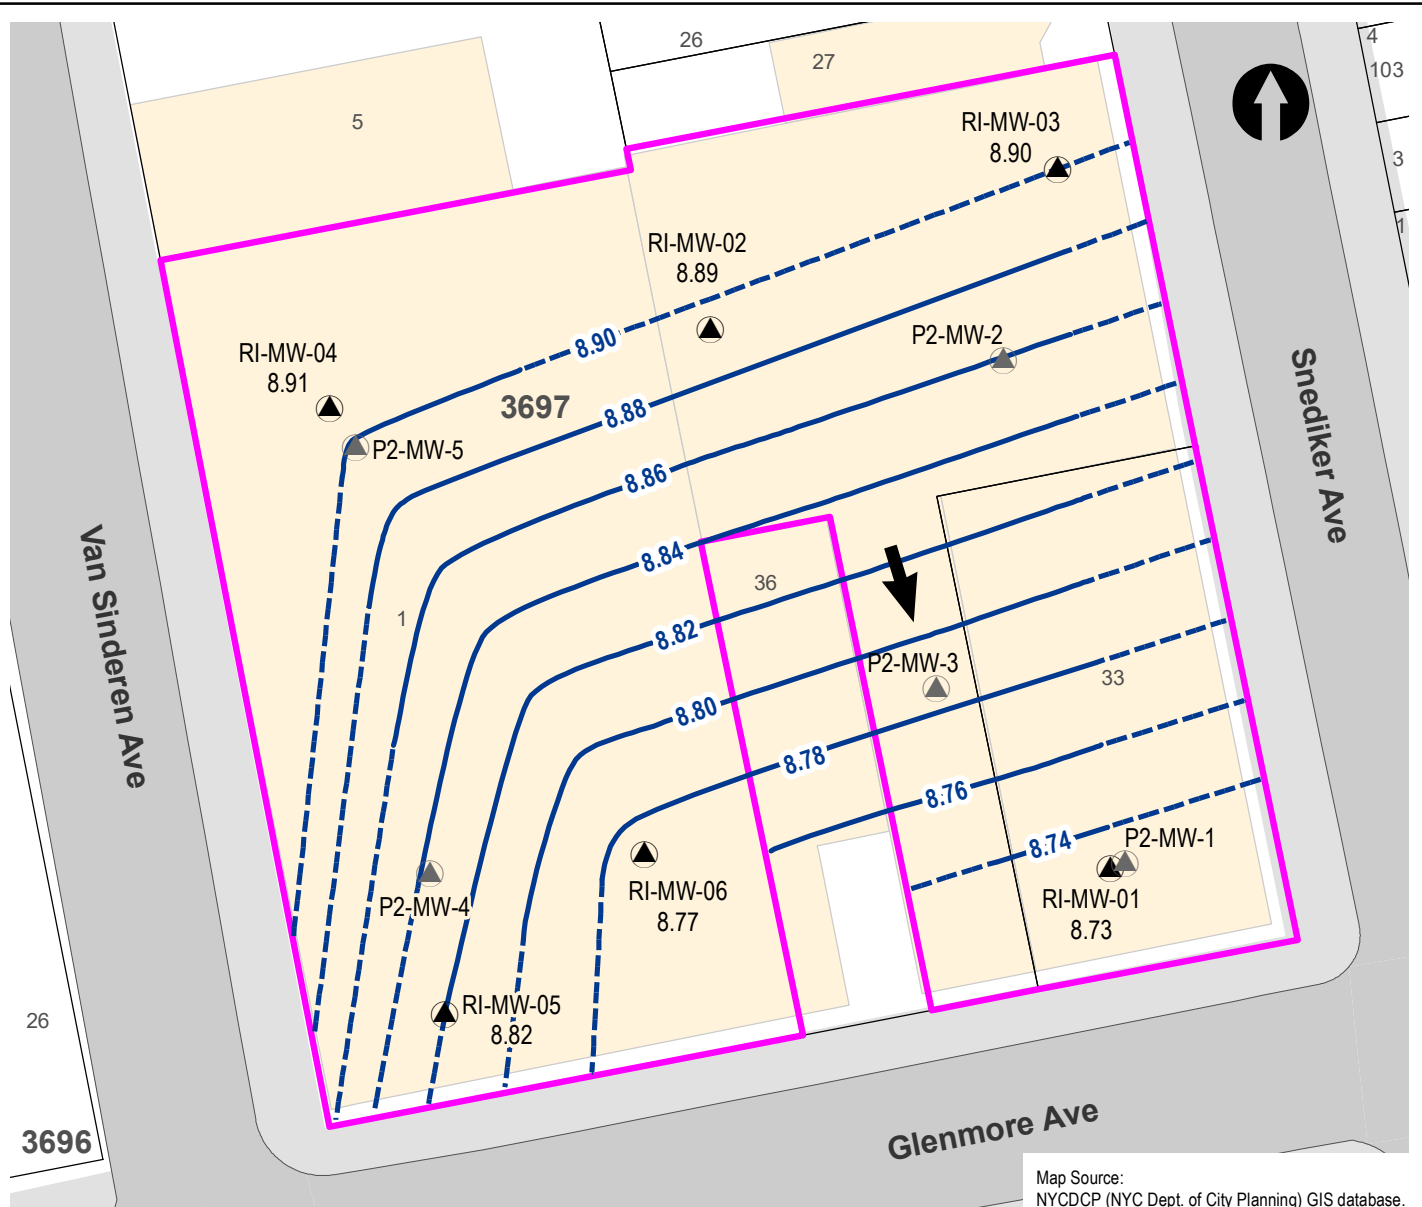 26
27
4
103
5
3
1
RI-MW-03
8.90
RI-MW-02
8.89
RI-MW-04
8.91
8.90
P2-MW-2
3697
8.88
P2-MW-5
8.86
Snediker Ave
8.84
36
1
8.82
Van Sinderen Ave
P2-MW-3
33
8.80
8.78
8.76
8.74
P2-MW-1
RI-MW-01
8.73
RI-MW-06
8.77
P2-MW-4
RI-MW-05
8.82
26
3696
Glenmore Ave
Map Source:
NYCDCP (NYC Dept. of City Planning) GIS database.